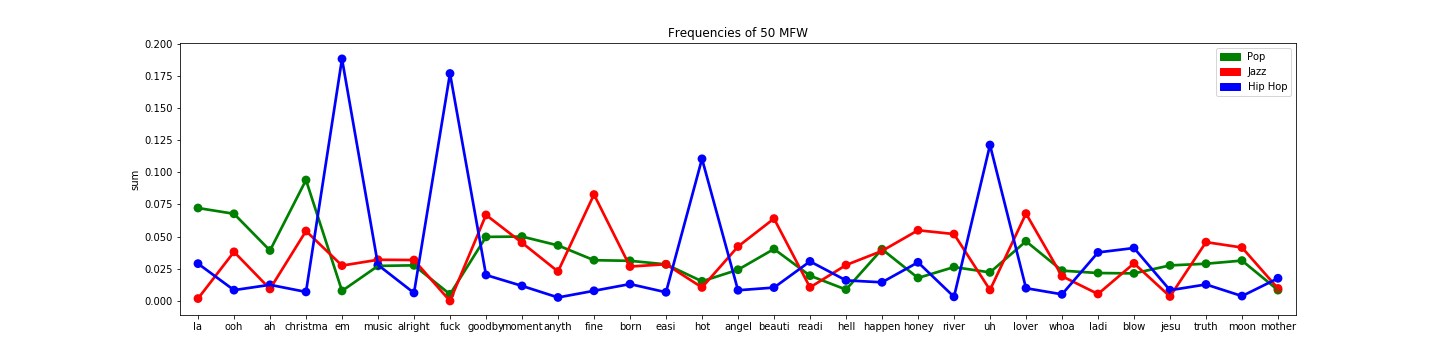 Frequencies of 50 MFW
Pop
Jazz
Hip Hop
sum
0.200
0.175
0.150
0.125
0.100
0.075
0.050
0.025
0.000
la ooh ah christma em music alright fuck goodbymoment anyth fine born easi hot angel beauti readi hell happen honey river uh lover whoa ladi blow jesu truth moon mother